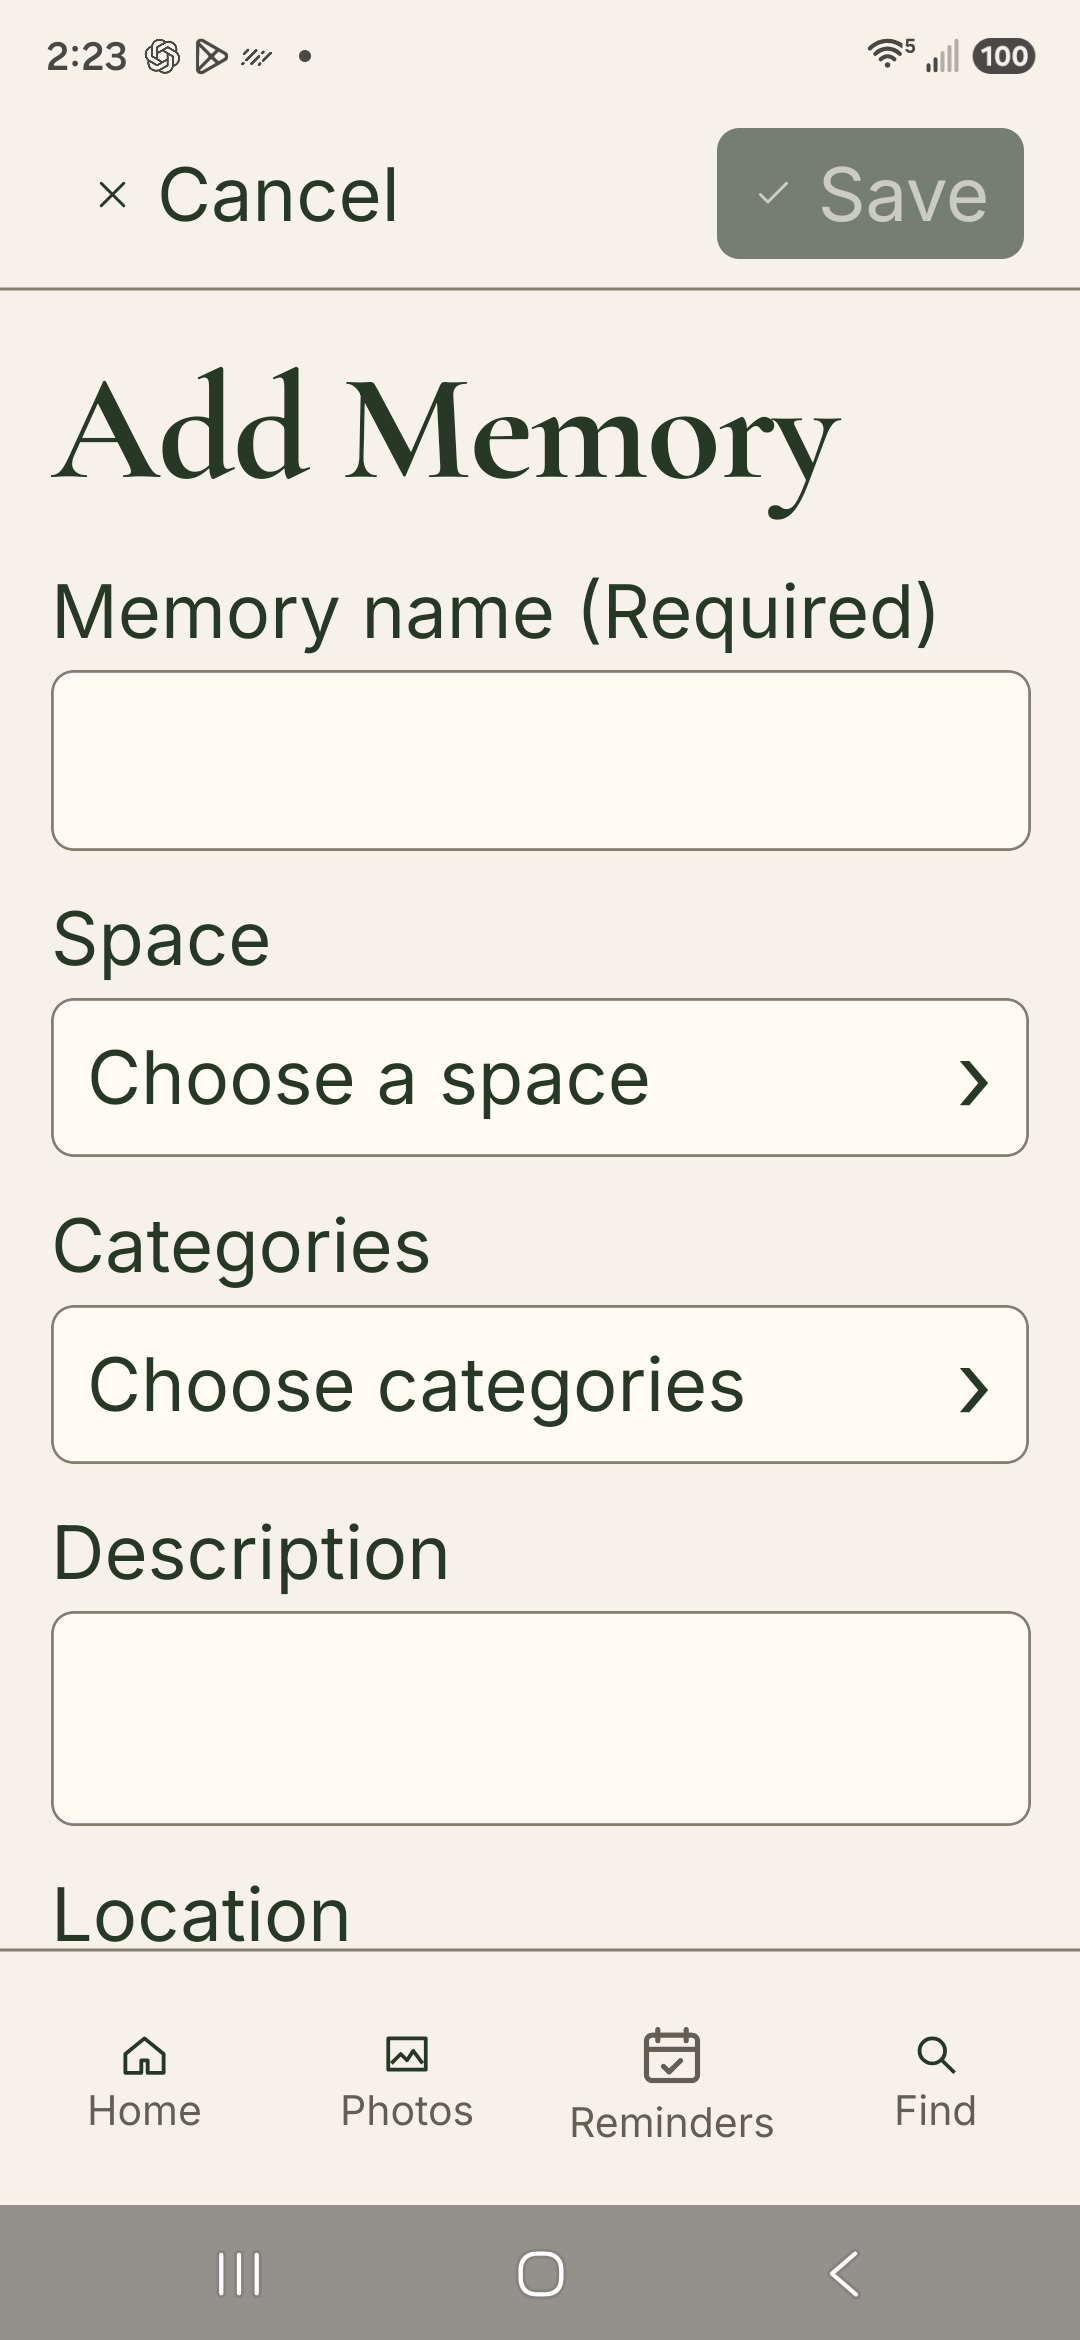 2:23
5
100
Cancel
Save
Add Memory
Memory name (Required)
Space
Choose a space
Categories
Choose categories
Description
Location
Home
Photos
Reminders
Find